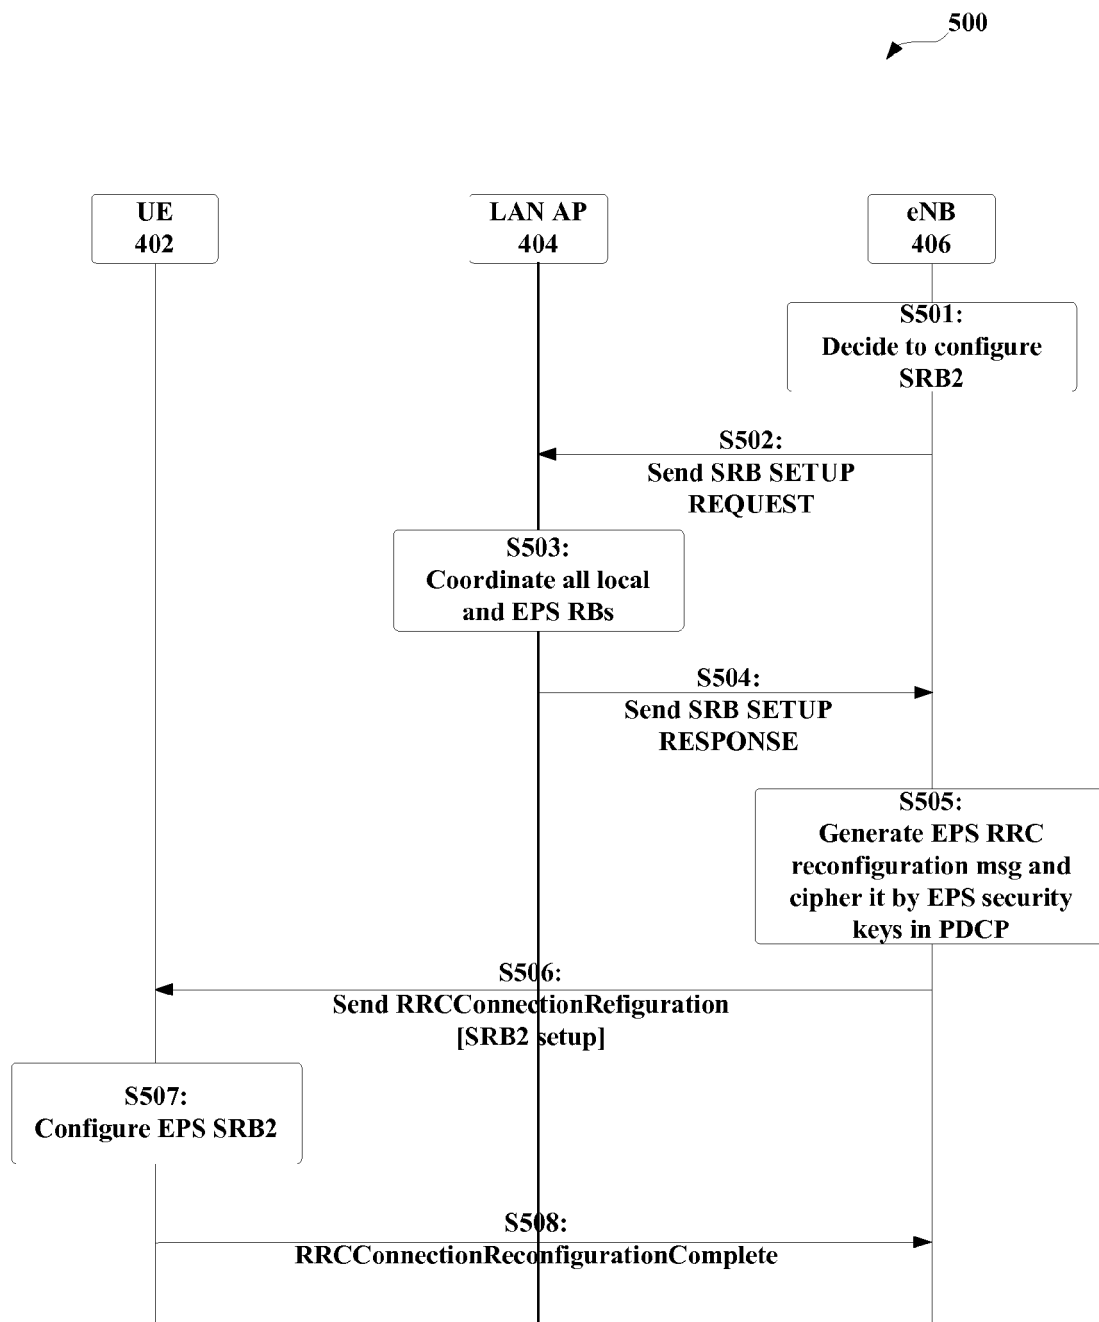 500
UE
402
LAN AP
404
eNB
406
S501:
Decide to configure
SRB2
S502:
Send SRB SETUP
REQUEST
S503:
Coordinate all local
and EPS RBs
S504:
Send SRB SETUP
RESPONSE
S505:
Generate EPS RRC
reconfiguration msg and
cipher it by EPS security
keys in PDCP
S506:
Send RRCConnectionRefiguration
[SRB2 setup]
S507:
Configure EPS SRB2
S508:
RRCConnectionReconfigurationComplete